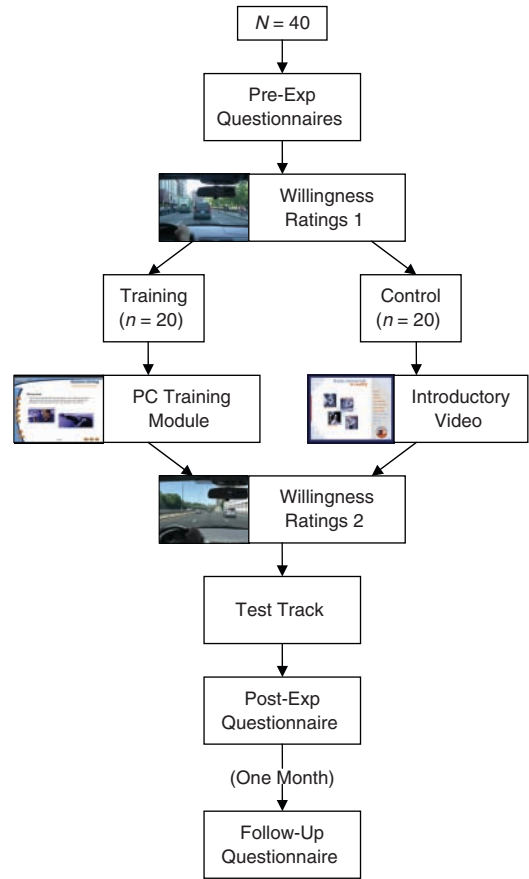 N = 40
Pre-Exp
Questionnaires
Willingness
Ratings 1
Training
(n = 20)
Control
(n = 20)
PC Training
Module
Introductory
Video
Willingness
Ratings 2
Test Track
Post-Exp
Questionnaire
(One Month)
Follow-Up
Questionnaire